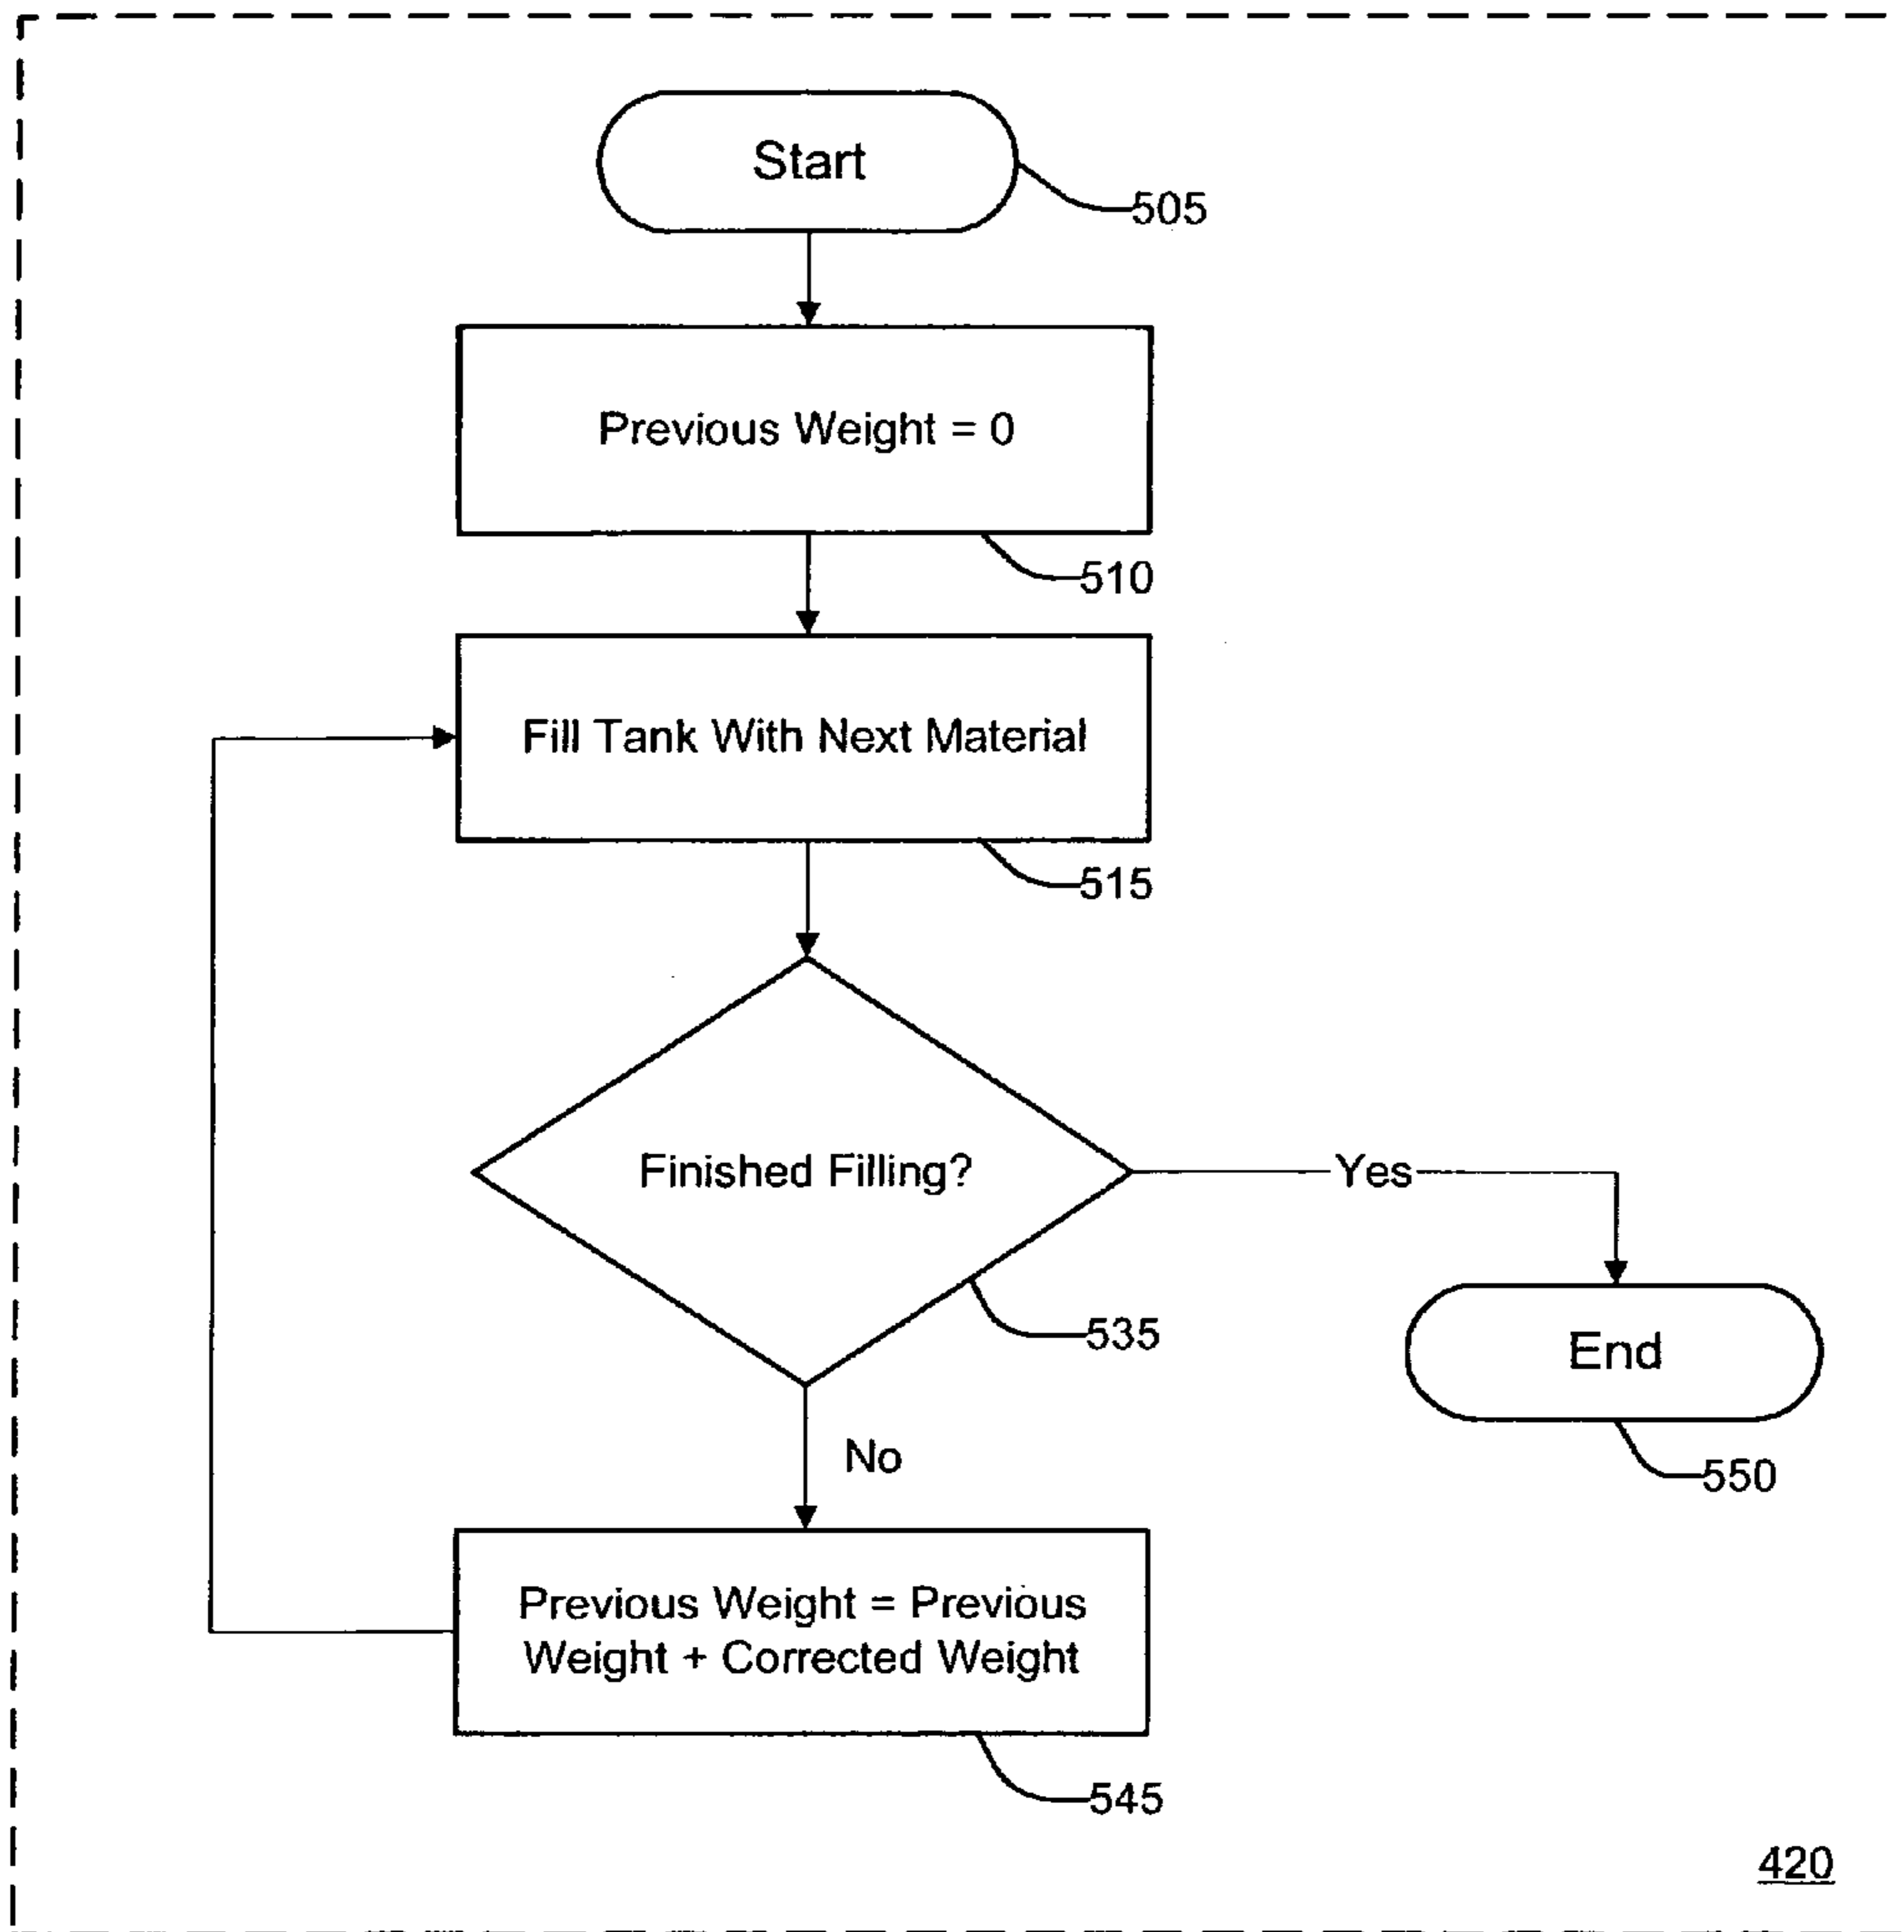 Start
505
Previous Weight = 0
510
Fill Tank With Next Material
515
Finished Filling?
Yes
535
End
No
550
Previous Weight = Previous
Weight + Corrected Weight
545
420